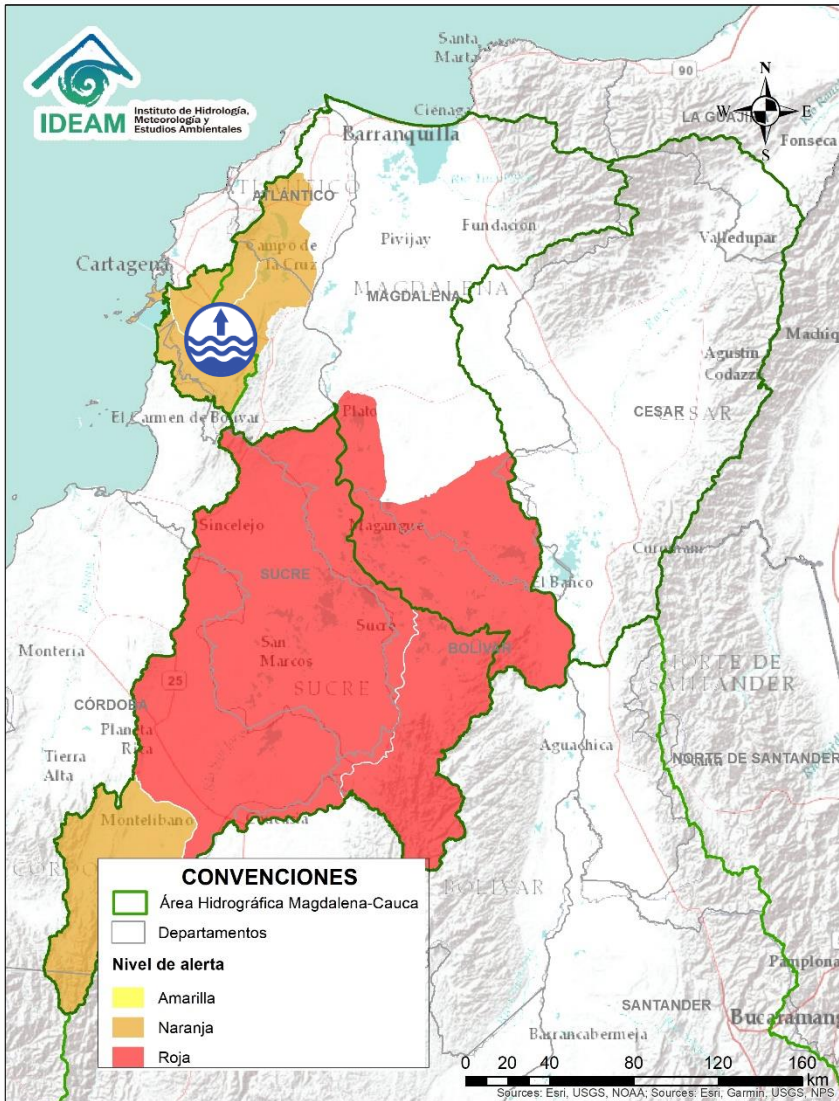 IDEAM
Instituto de Hidrología,
Meteorología y
Estudios Ambientales
Santa
Marta
90
N
E
S
LA GUAJIRA
Fonseca
Ciénaga
Barranquilla
ATLÁNTICO
ATLANTICO
Pivijay
Fundación
Valledupar
Campo de
la Cruz
Cartagena
MAGDALENA
MAGDALENA
Agustín
Codazzi
CESAR
CESAR
El Carmen de Bolívar
Plato
Sincelejo
Magangué
SUCRE
El Banco
Sucre
BOLÍVAR
San
Marcos
SUCRE
Montería
25
CÓRDOBA
Planeta
Rica
Tierra
Alta
NORTE DE
SANTANDER
Aguachica
NORTE DE SANTANDER
Montelíbano
BOLÍVAR
Pamplona
SANTANDER
Bucaramang
Barrancabermeja
CONVENCIONES
Área Hidrográfica Magdalena-Cauca
Departamentos
Nivel de alerta
Amarilla
Naranja
Roja
0 20 40 80 120 160
km
Sources: Esri, USGS, NOAA; Sources: Esri, Garmin, USGS, NPS